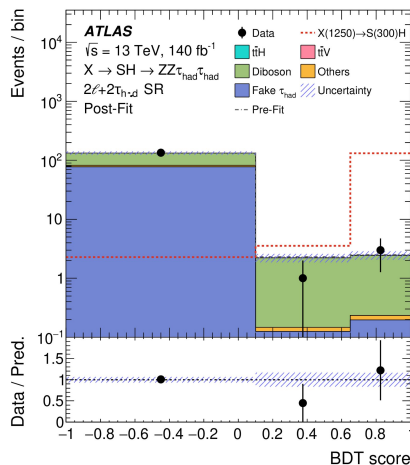 ATLAS
√s = 13 TeV, 140 fb⁻¹
X → SH → ZZτhadτhad
2ℓ+2τhad SR
Post-Fit
Data
tt̄H
Diboson
Fake τhad
Pre-Fit
X(1250)→S(300)H
tt̄V
Others
Uncertainty
Events / bin
10⁴
10³
10²
10
1
10⁻¹
Data / Pred.
1.5
1
0.5
0
−1 −0.8 −0.6 −0.4 −0.2 0 0.2 0.4 0.6 0.8 1
BDT score